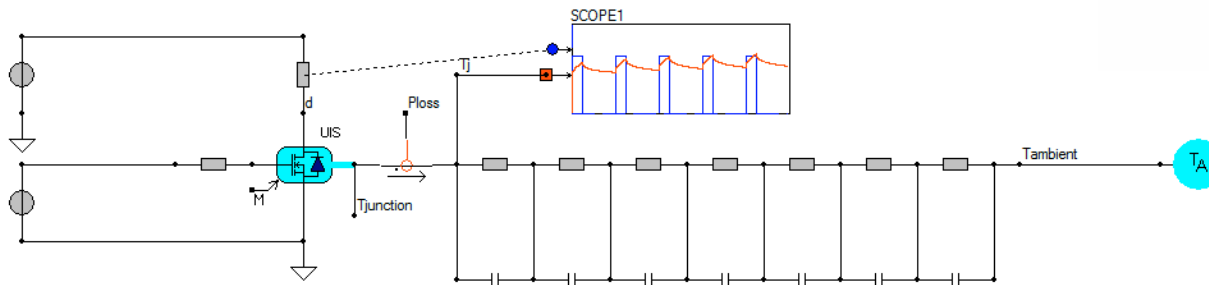 SCOPE1
Tj
d
Ploss
UIS
Tambient
TA
M
Tjunction